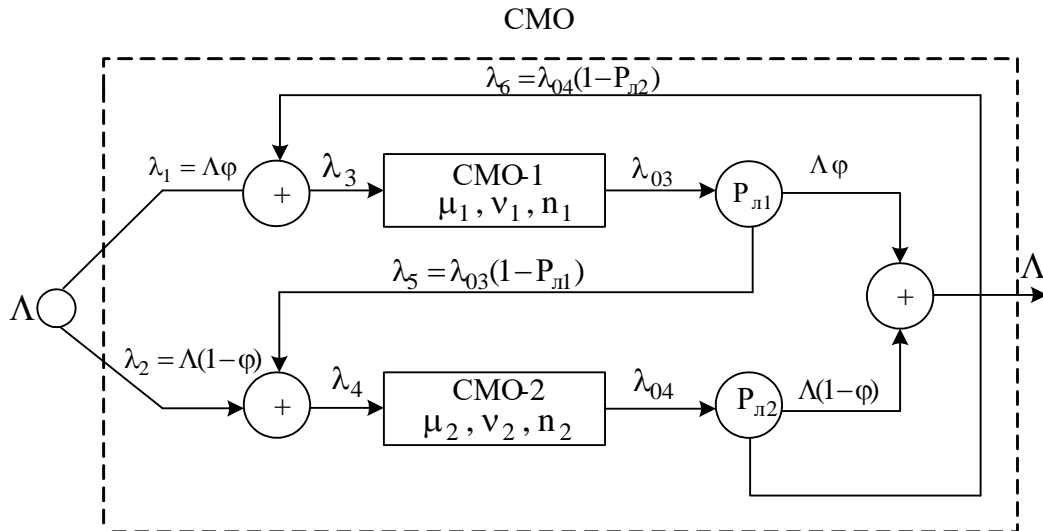 СМО
λ₆ = λ₀₄(1−Pл2)
λ₁ = Λφ
λ₃
СМО-1
μ₁ , ν₁ , n₁
λ₀₃
Pл1
Λφ
+
λ₅ = λ₀₃(1−Pл1)
Λ
+
Λ
λ₂ = Λ(1−φ)
λ₄
СМО-2
μ₂ , ν₂ , n₂
λ₀₄
Pл2
Λ(1−φ)
+